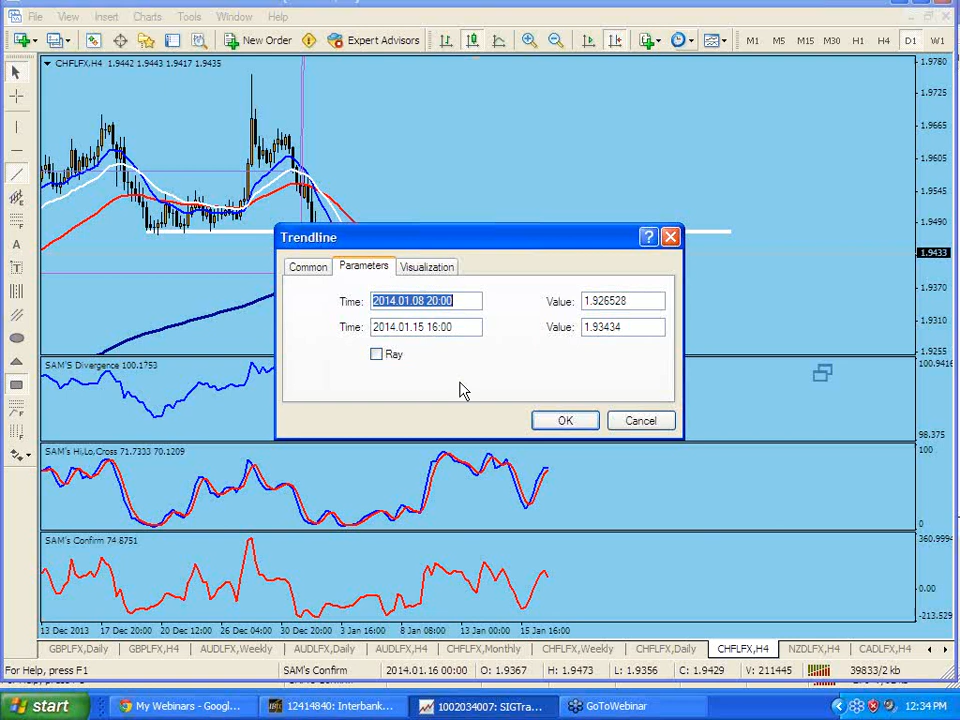 File View Insert Charts Tools Window Help
New Order Expert Advisors M1 M5 M15 M30 H1 H4 D1 W1
CHFLFX,H4 1.9442 1.9443 1.9417 1.9435
1.9780
1.9725
1.9665
1.9605
1.9545
1.9490
1.9433
1.9370
1.9310
1.9255
Trendline
Common Parameters Visualization
Time: 2014.01.08 20:00 Value: 1.926528
Time: 2014.01.15 16:00 Value: 1.93434
Ray
OK Cancel
SAM'S Divergence 100.1753
100.9416
98.375
SAM's Hi,Lo,Cross 71.7333 70.1209
100
0
SAM's Confirm 74.8751
360.9994
0.00
-213.529
13 Dec 2013 17 Dec 20:00 20 Dec 12:00 26 Dec 04:00 30 Dec 20:00 3 Jan 16:00 8 Jan 08:00 13 Jan 00:00 15 Jan 16:00
GBPLFX,Daily GBPLFX,H4 AUDLFX,Weekly AUDLFX,Daily AUDLFX,H4 CHFLFX,Monthly CHFLFX,Weekly CHFLFX,Daily CHFLFX,H4 NZDLFX,H4 CADLFX,H4
For Help, press F1 SAM's Confirm 2014.01.16 00:00 O: 1.9367 H: 1.9473 L: 1.9356 C: 1.9429 V: 211445 39833/2 kb
start My Webinars - Googl... 12414840: Interbank... 1002034007: SIGTra... GoToWebinar 12:34 PM